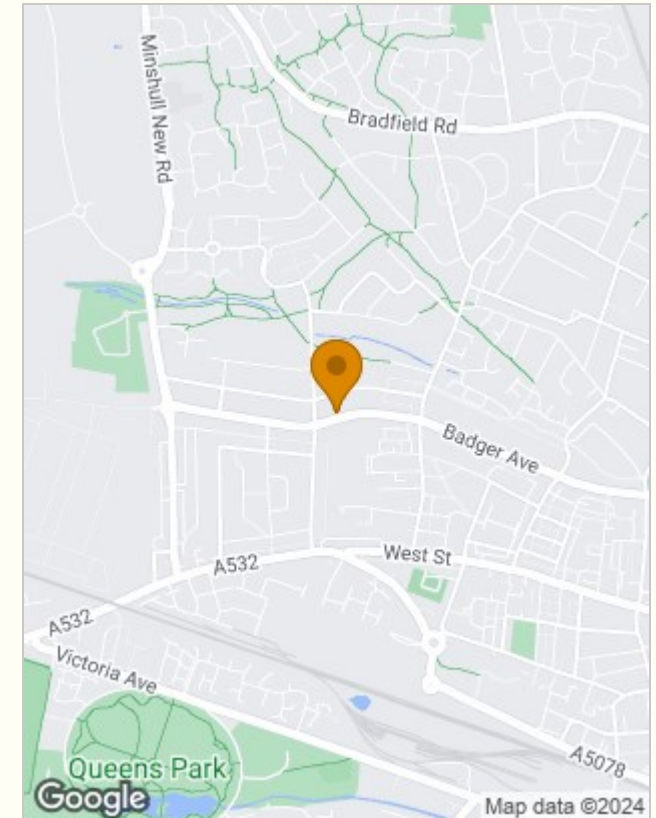 Minshull New Rd
Bradfield Rd
Badger Ave
West St
A532
A532
Victoria Ave
A5078
Queens Park
Google
Map data ©2024